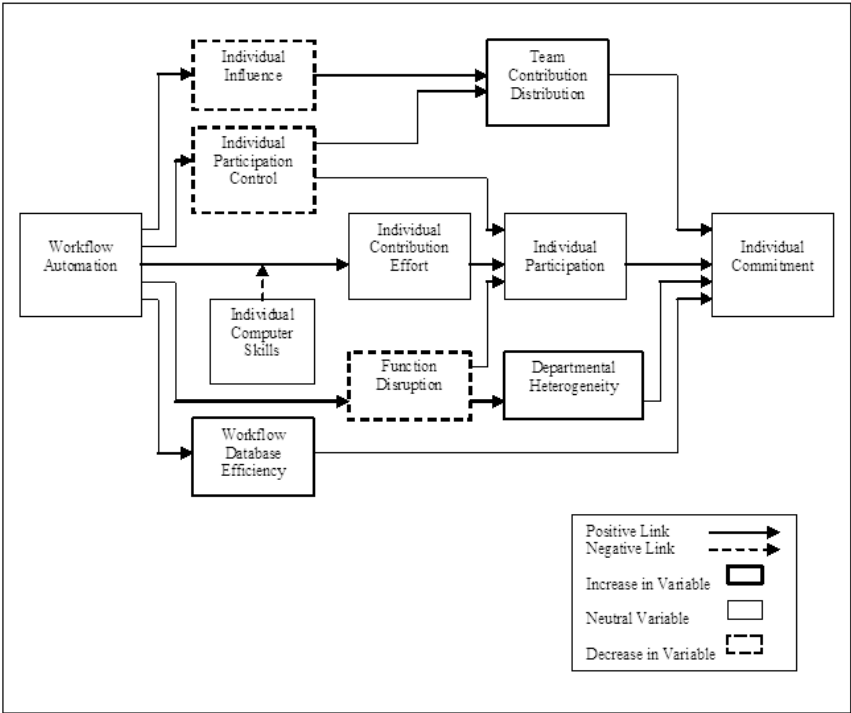 Individual
Influence
Team
Contribution
Distribution
Individual
Participation
Control
Workflow
Automation
Individual
Contribution
Effort
Individual
Participation
Individual
Commitment
Individual
Computer
Skills
Function
Disruption
Departmental
Heterogeneity
Workflow
Database
Efficiency
Positive Link
Negative Link
Increase in Variable
Neutral Variable
Decrease in Variable